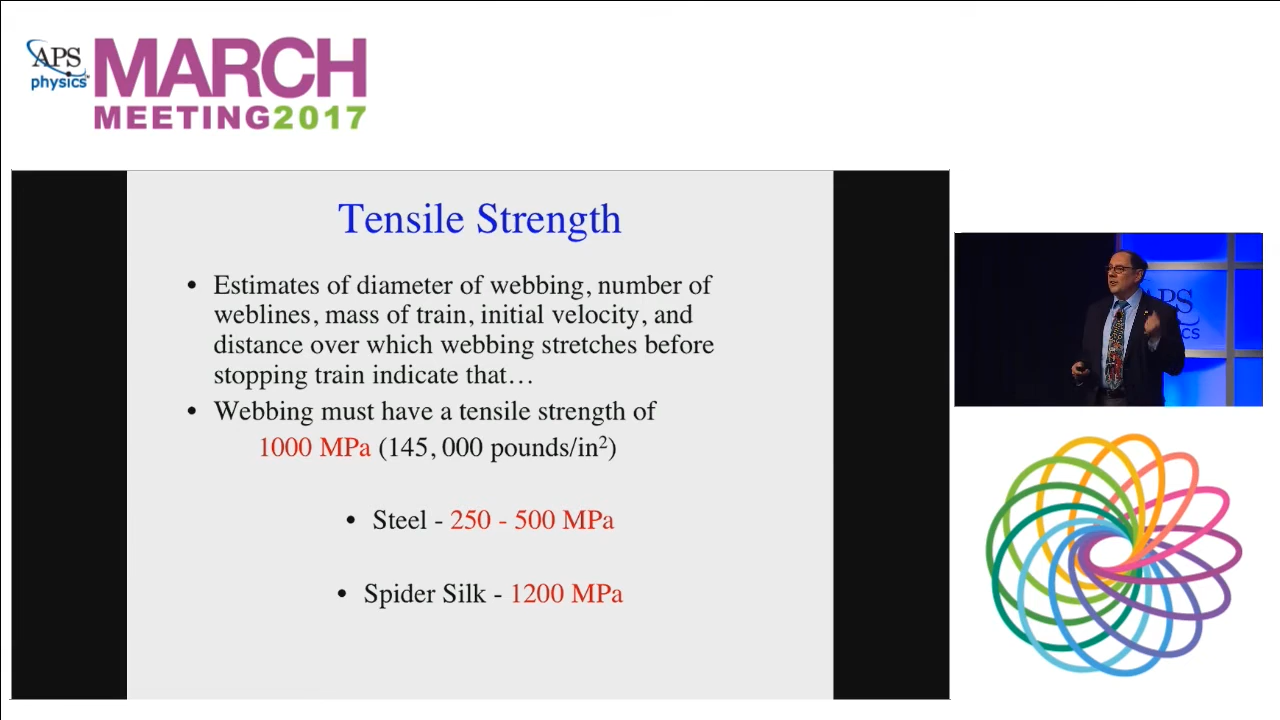 APS
physics
MARCH
MEETING2017
Tensile Strength
• Estimates of diameter of webbing, number of
weblines, mass of train, initial velocity, and
distance over which webbing stretches before
stopping train indicate that…
• Webbing must have a tensile strength of
1000 MPa (145, 000 pounds/in²)
• Steel - 250 - 500 MPa
• Spider Silk - 1200 MPa
APS